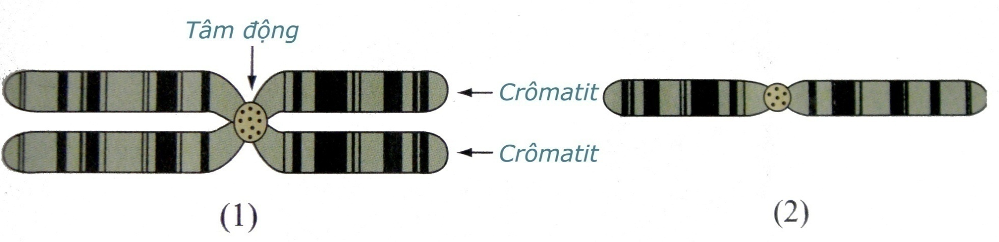 Tâm động
Crômatit
Crômatit
(1)
(2)